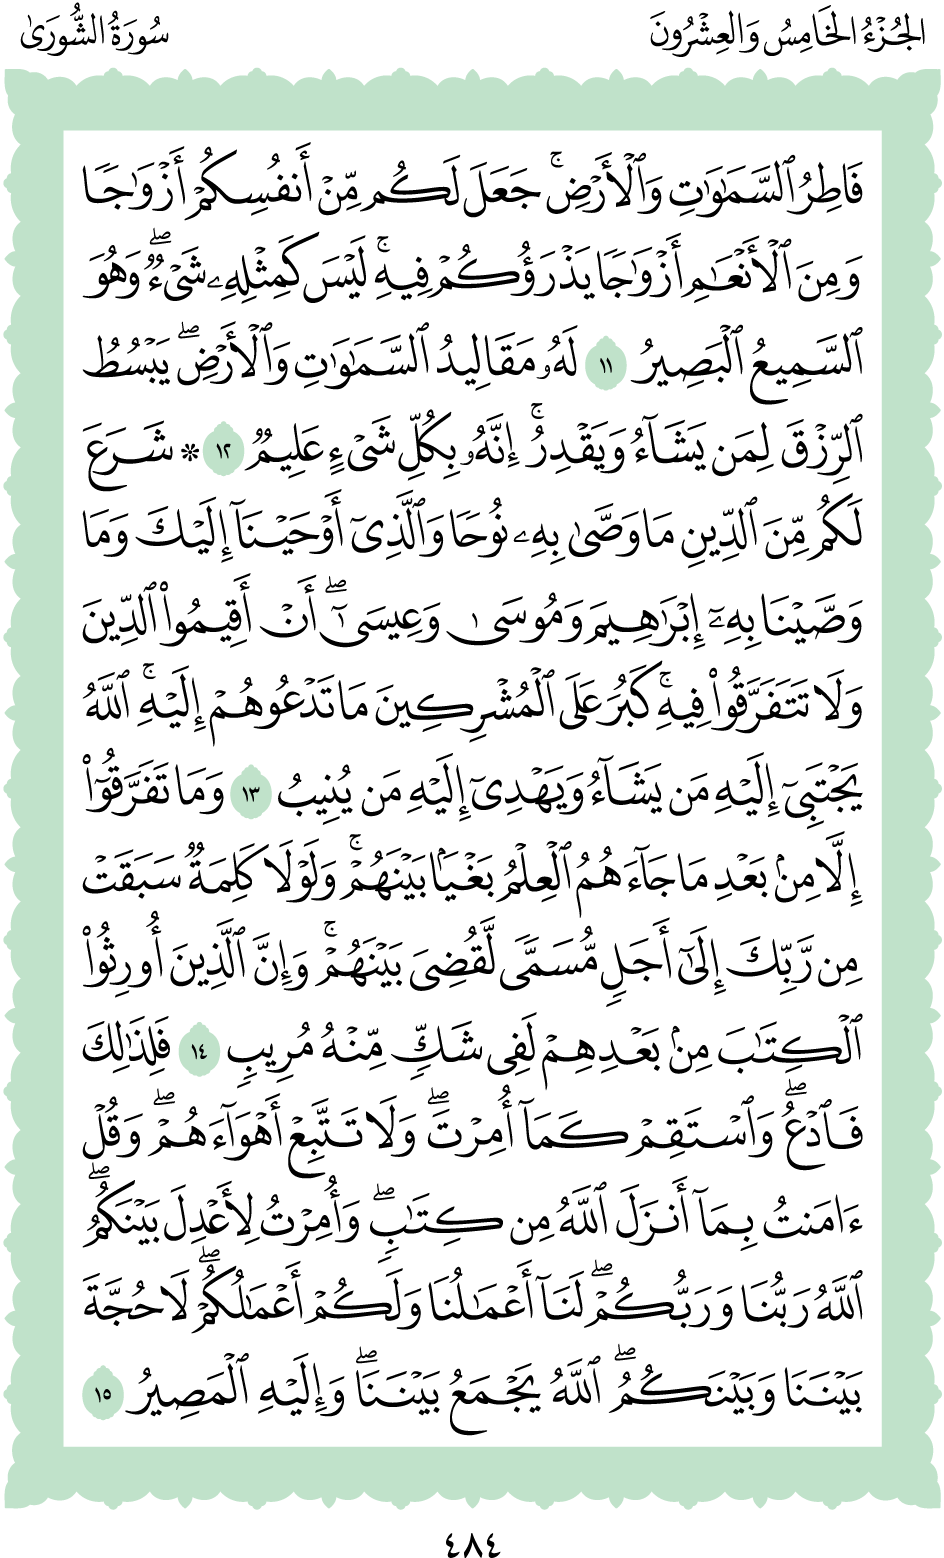 الجُزْءُ الخَامِسُ وَالعِشْرُونَ
سُورَةُ الشُّورَىٰ
فَاطِرُ ٱلسَّمَٰوَٰتِ وَٱلْأَرْضِۚ جَعَلَ لَكُم مِّنْ أَنفُسِكُمْ أَزْوَٰجًا
وَمِنَ ٱلْأَنْعَٰمِ أَزْوَٰجًا يَذْرَؤُكُمْ فِيهِۚ لَيْسَ كَمِثْلِهِۦ شَىْءٌۖ وَهُوَ
ٱلسَّمِيعُ ٱلْبَصِيرُ ١١ لَهُۥ مَقَالِيدُ ٱلسَّمَٰوَٰتِ وَٱلْأَرْضِۖ يَبْسُطُ
ٱلرِّزْقَ لِمَن يَشَآءُ وَيَقْدِرُۚ إِنَّهُۥ بِكُلِّ شَىْءٍ عَلِيمٌ ١٢ * شَرَعَ
لَكُم مِّنَ ٱلدِّينِ مَا وَصَّىٰ بِهِۦ نُوحًا وَٱلَّذِىٓ أَوْحَيْنَآ إِلَيْكَ وَمَا
وَصَّيْنَا بِهِۦٓ إِبْرَٰهِيمَ وَمُوسَىٰ وَعِيسَىٰٓۖ أَنْ أَقِيمُوا۟ ٱلدِّينَ
وَلَا تَتَفَرَّقُوا۟ فِيهِۚ كَبُرَ عَلَى ٱلْمُشْرِكِينَ مَا تَدْعُوهُمْ إِلَيْهِۚ ٱللَّهُ
يَجْتَبِىٓ إِلَيْهِ مَن يَشَآءُ وَيَهْدِىٓ إِلَيْهِ مَن يُنِيبُ ١٣ وَمَا تَفَرَّقُوٓا۟
إِلَّا مِنۢ بَعْدِ مَا جَآءَهُمُ ٱلْعِلْمُ بَغْيًۢا بَيْنَهُمْۚ وَلَوْلَا كَلِمَةٌ سَبَقَتْ
مِن رَّبِّكَ إِلَىٰٓ أَجَلٍ مُّسَمًّى لَّقُضِىَ بَيْنَهُمْۚ وَإِنَّ ٱلَّذِينَ أُورِثُوا۟
ٱلْكِتَٰبَ مِنۢ بَعْدِهِمْ لَفِى شَكٍّ مِّنْهُ مُرِيبٍ ١٤ فَلِذَٰلِكَ
فَٱدْعُۖ وَٱسْتَقِمْ كَمَآ أُمِرْتَۖ وَلَا تَتَّبِعْ أَهْوَآءَهُمْۖ وَقُلْ
ءَامَنتُ بِمَآ أَنزَلَ ٱللَّهُ مِن كِتَٰبٍۖ وَأُمِرْتُ لِأَعْدِلَ بَيْنَكُمُۖ
ٱللَّهُ رَبُّنَا وَرَبُّكُمْۖ لَنَآ أَعْمَٰلُنَا وَلَكُمْ أَعْمَٰلُكُمْۖ لَا حُجَّةَ
بَيْنَنَا وَبَيْنَكُمُۖ ٱللَّهُ يَجْمَعُ بَيْنَنَاۖ وَإِلَيْهِ ٱلْمَصِيرُ ١٥
٤٨٤